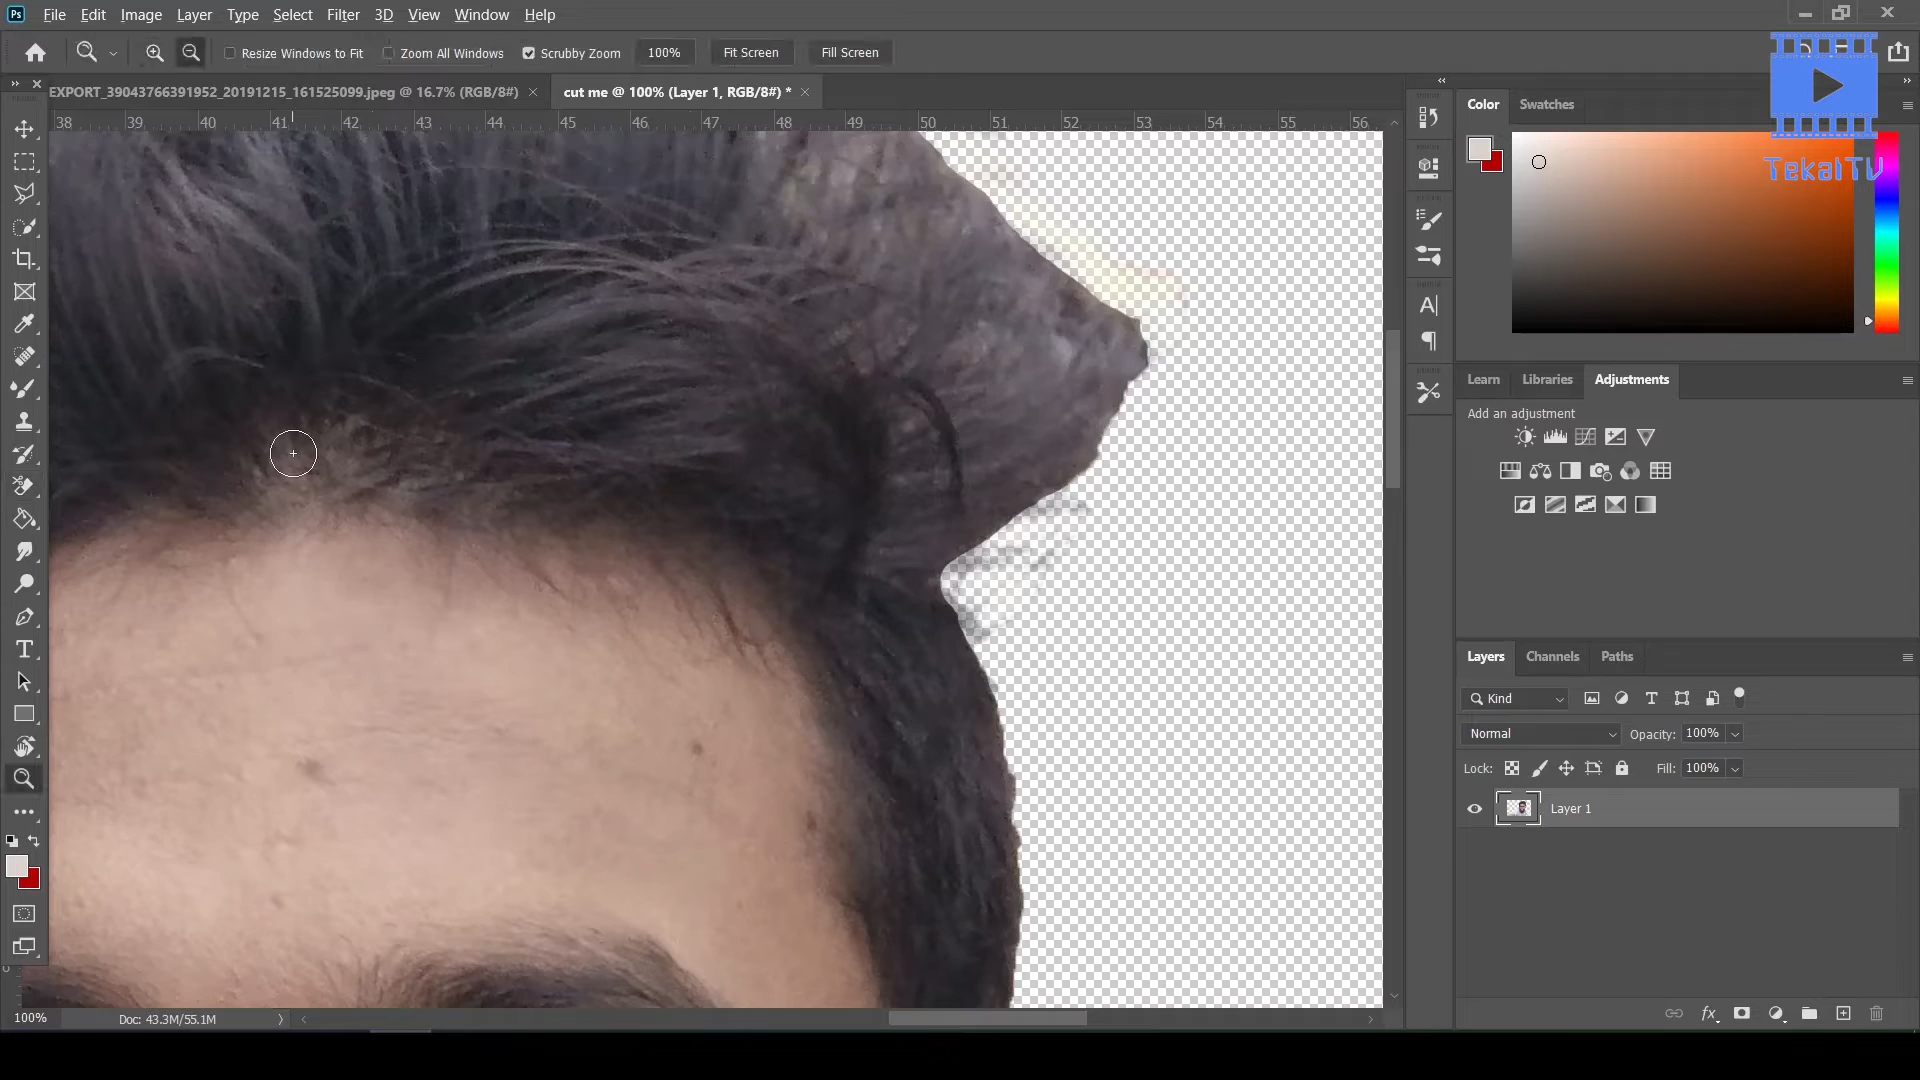 Ps File Edit Image Layer Type Select Filter 3D View Window Help
Resize Windows to Fit Zoom All Windows Scrubby Zoom 100% Fit Screen Fill Screen
EXPORT_39043766391952_20191215_161525099.jpeg @ 16.7% (RGB/8#) cut me @ 100% (Layer 1, RGB/8#) *
38 39 40 41 42 43 44 45 46 47 48 49 50 51 52 53 54 55 56
Color Swatches
TekaITV
Learn Libraries Adjustments
Add an adjustment
Layers Channels Paths
Kind
Normal Opacity: 100%
Lock: Fill: 100%
Layer 1
fx
100% Doc: 43.3M/55.1M